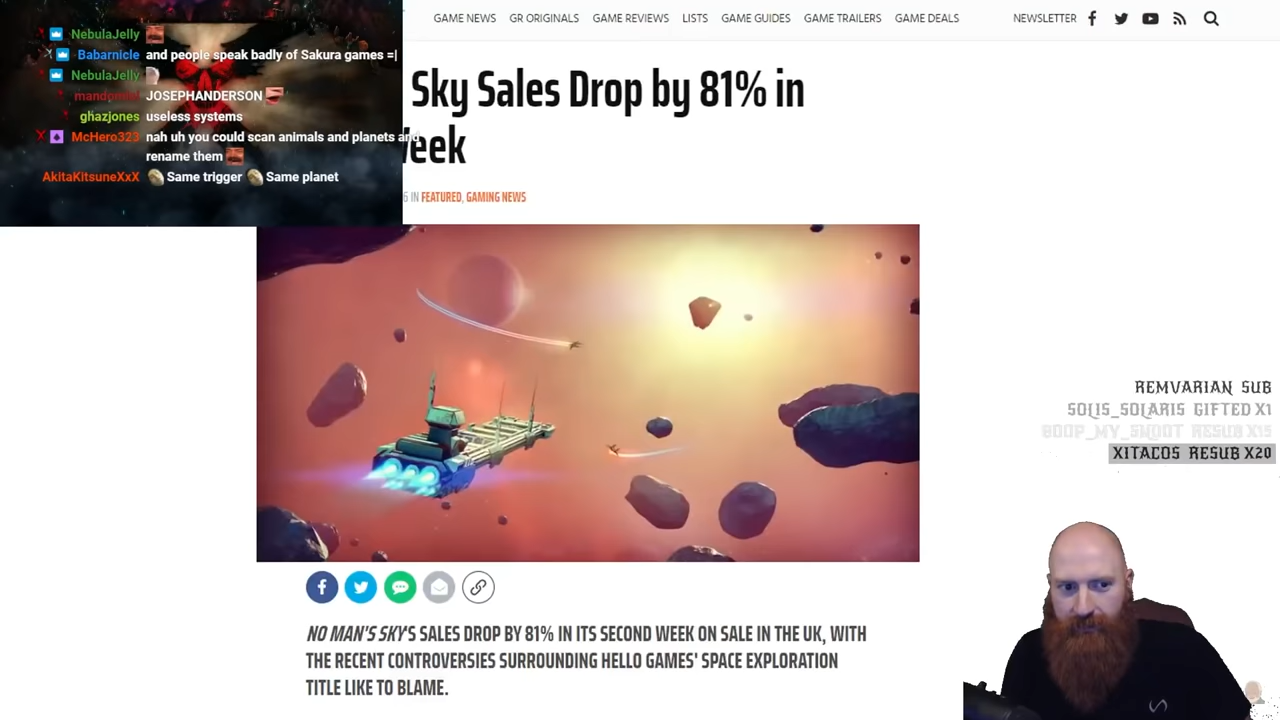 NebulaJelly
Babarnicle and people speak badly of Sakura games =|
NebulaJelly
JOSEPHANDERSON
ghazjones useless systems
McHero323 nah uh you could scan animals and planets and
rename them
AkitaKitsuneXxX Same trigger Same planet
GAME NEWS GR ORIGINALS GAME REVIEWS LISTS GAME GUIDES GAME TRAILERS GAME DEALS NEWSLETTER
Sky Sales Drop by 81% in
Week
6 IN FEATURED, GAMING NEWS
REMVARIAN SUB
SOLIS_SOLARIS GIFTED X1
XITACOS RESUB X20
NO MAN'S SKY'S SALES DROP BY 81% IN ITS SECOND WEEK ON SALE IN THE UK, WITH
THE RECENT CONTROVERSIES SURROUNDING HELLO GAMES' SPACE EXPLORATION
TITLE LIKE TO BLAME.